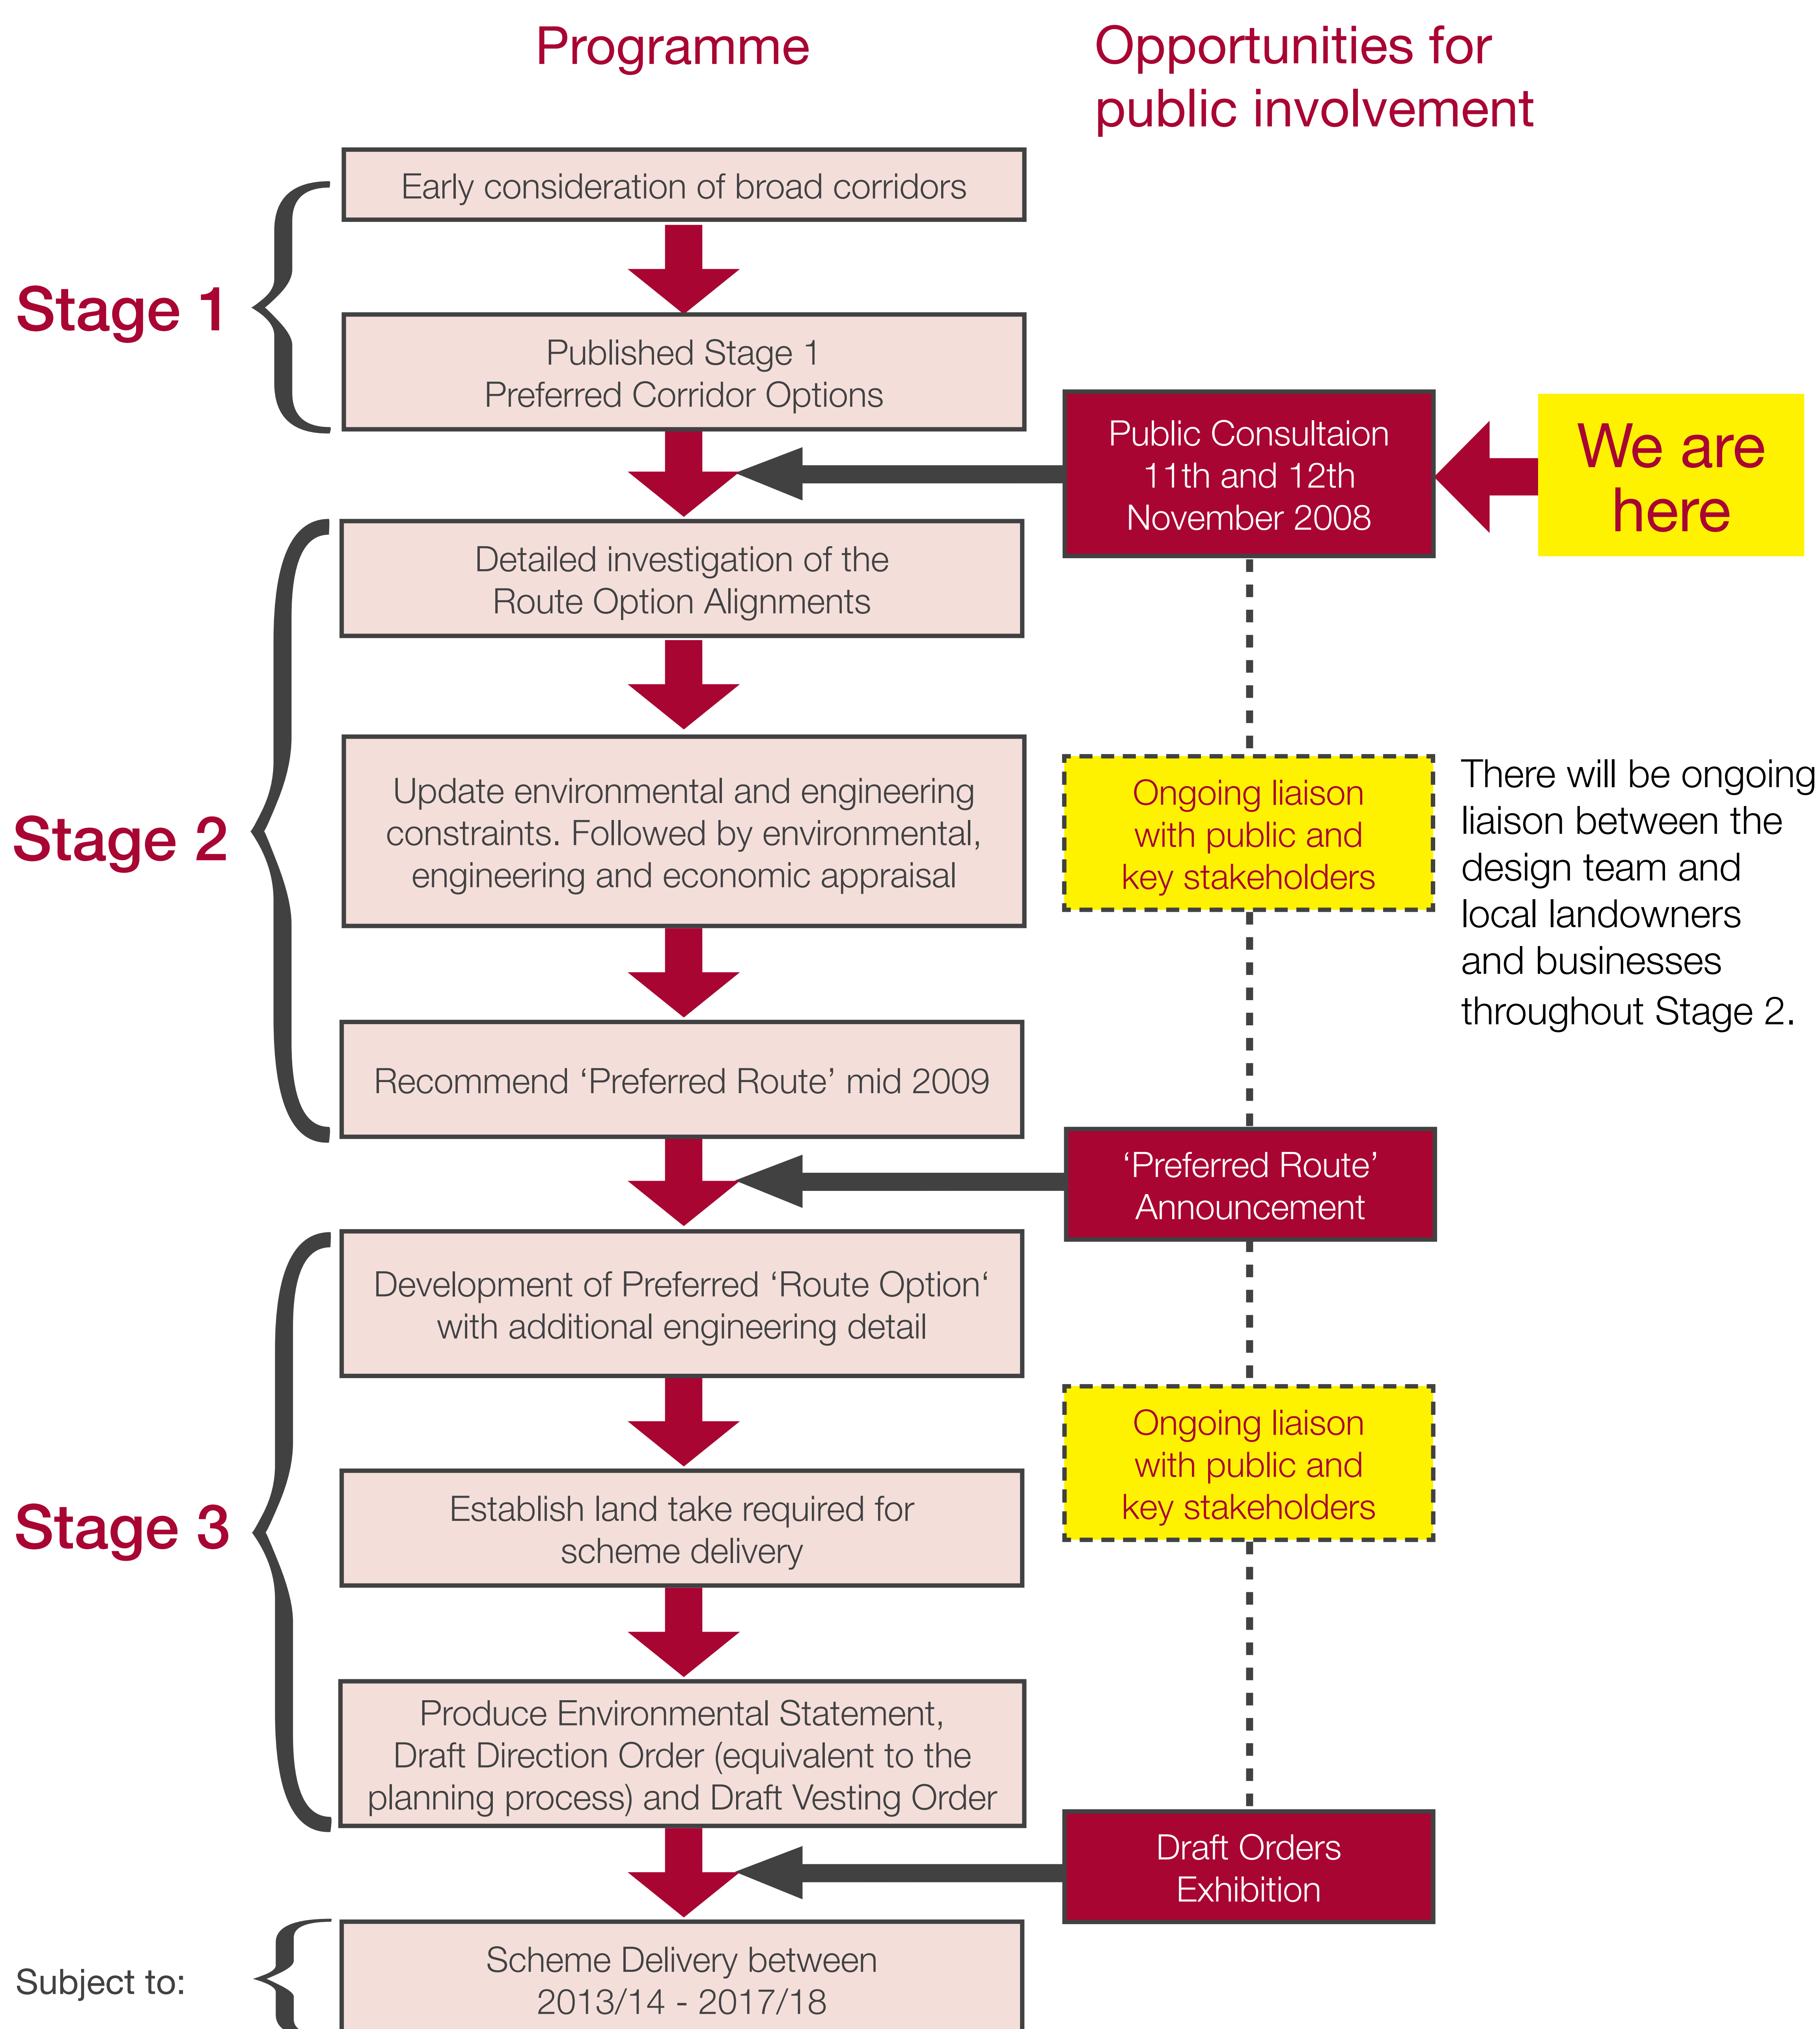 Programme
Opportunities for
public involvement
Early consideration of broad corridors
Stage 1
Published Stage 1
Preferred Corridor Options
Public Consultaion
11th and 12th
November 2008
We are
here
Detailed investigation of the
Route Option Alignments
Stage 2
Update environmental and engineering
constraints. Followed by environmental,
engineering and economic appraisal
Ongoing liaison
with public and
key stakeholders
There will be ongoing
liaison between the
design team and
local landowners
and businesses
throughout Stage 2.
Recommend ‘Preferred Route’ mid 2009
‘Preferred Route’
Announcement
Development of Preferred ‘Route Option‘
with additional engineering detail
Stage 3
Ongoing liaison
with public and
key stakeholders
Establish land take required for
scheme delivery
Produce Environmental Statement,
Draft Direction Order (equivalent to the
planning process) and Draft Vesting Order
Draft Orders
Exhibition
Subject to:
Scheme Delivery between
2013/14 - 2017/18